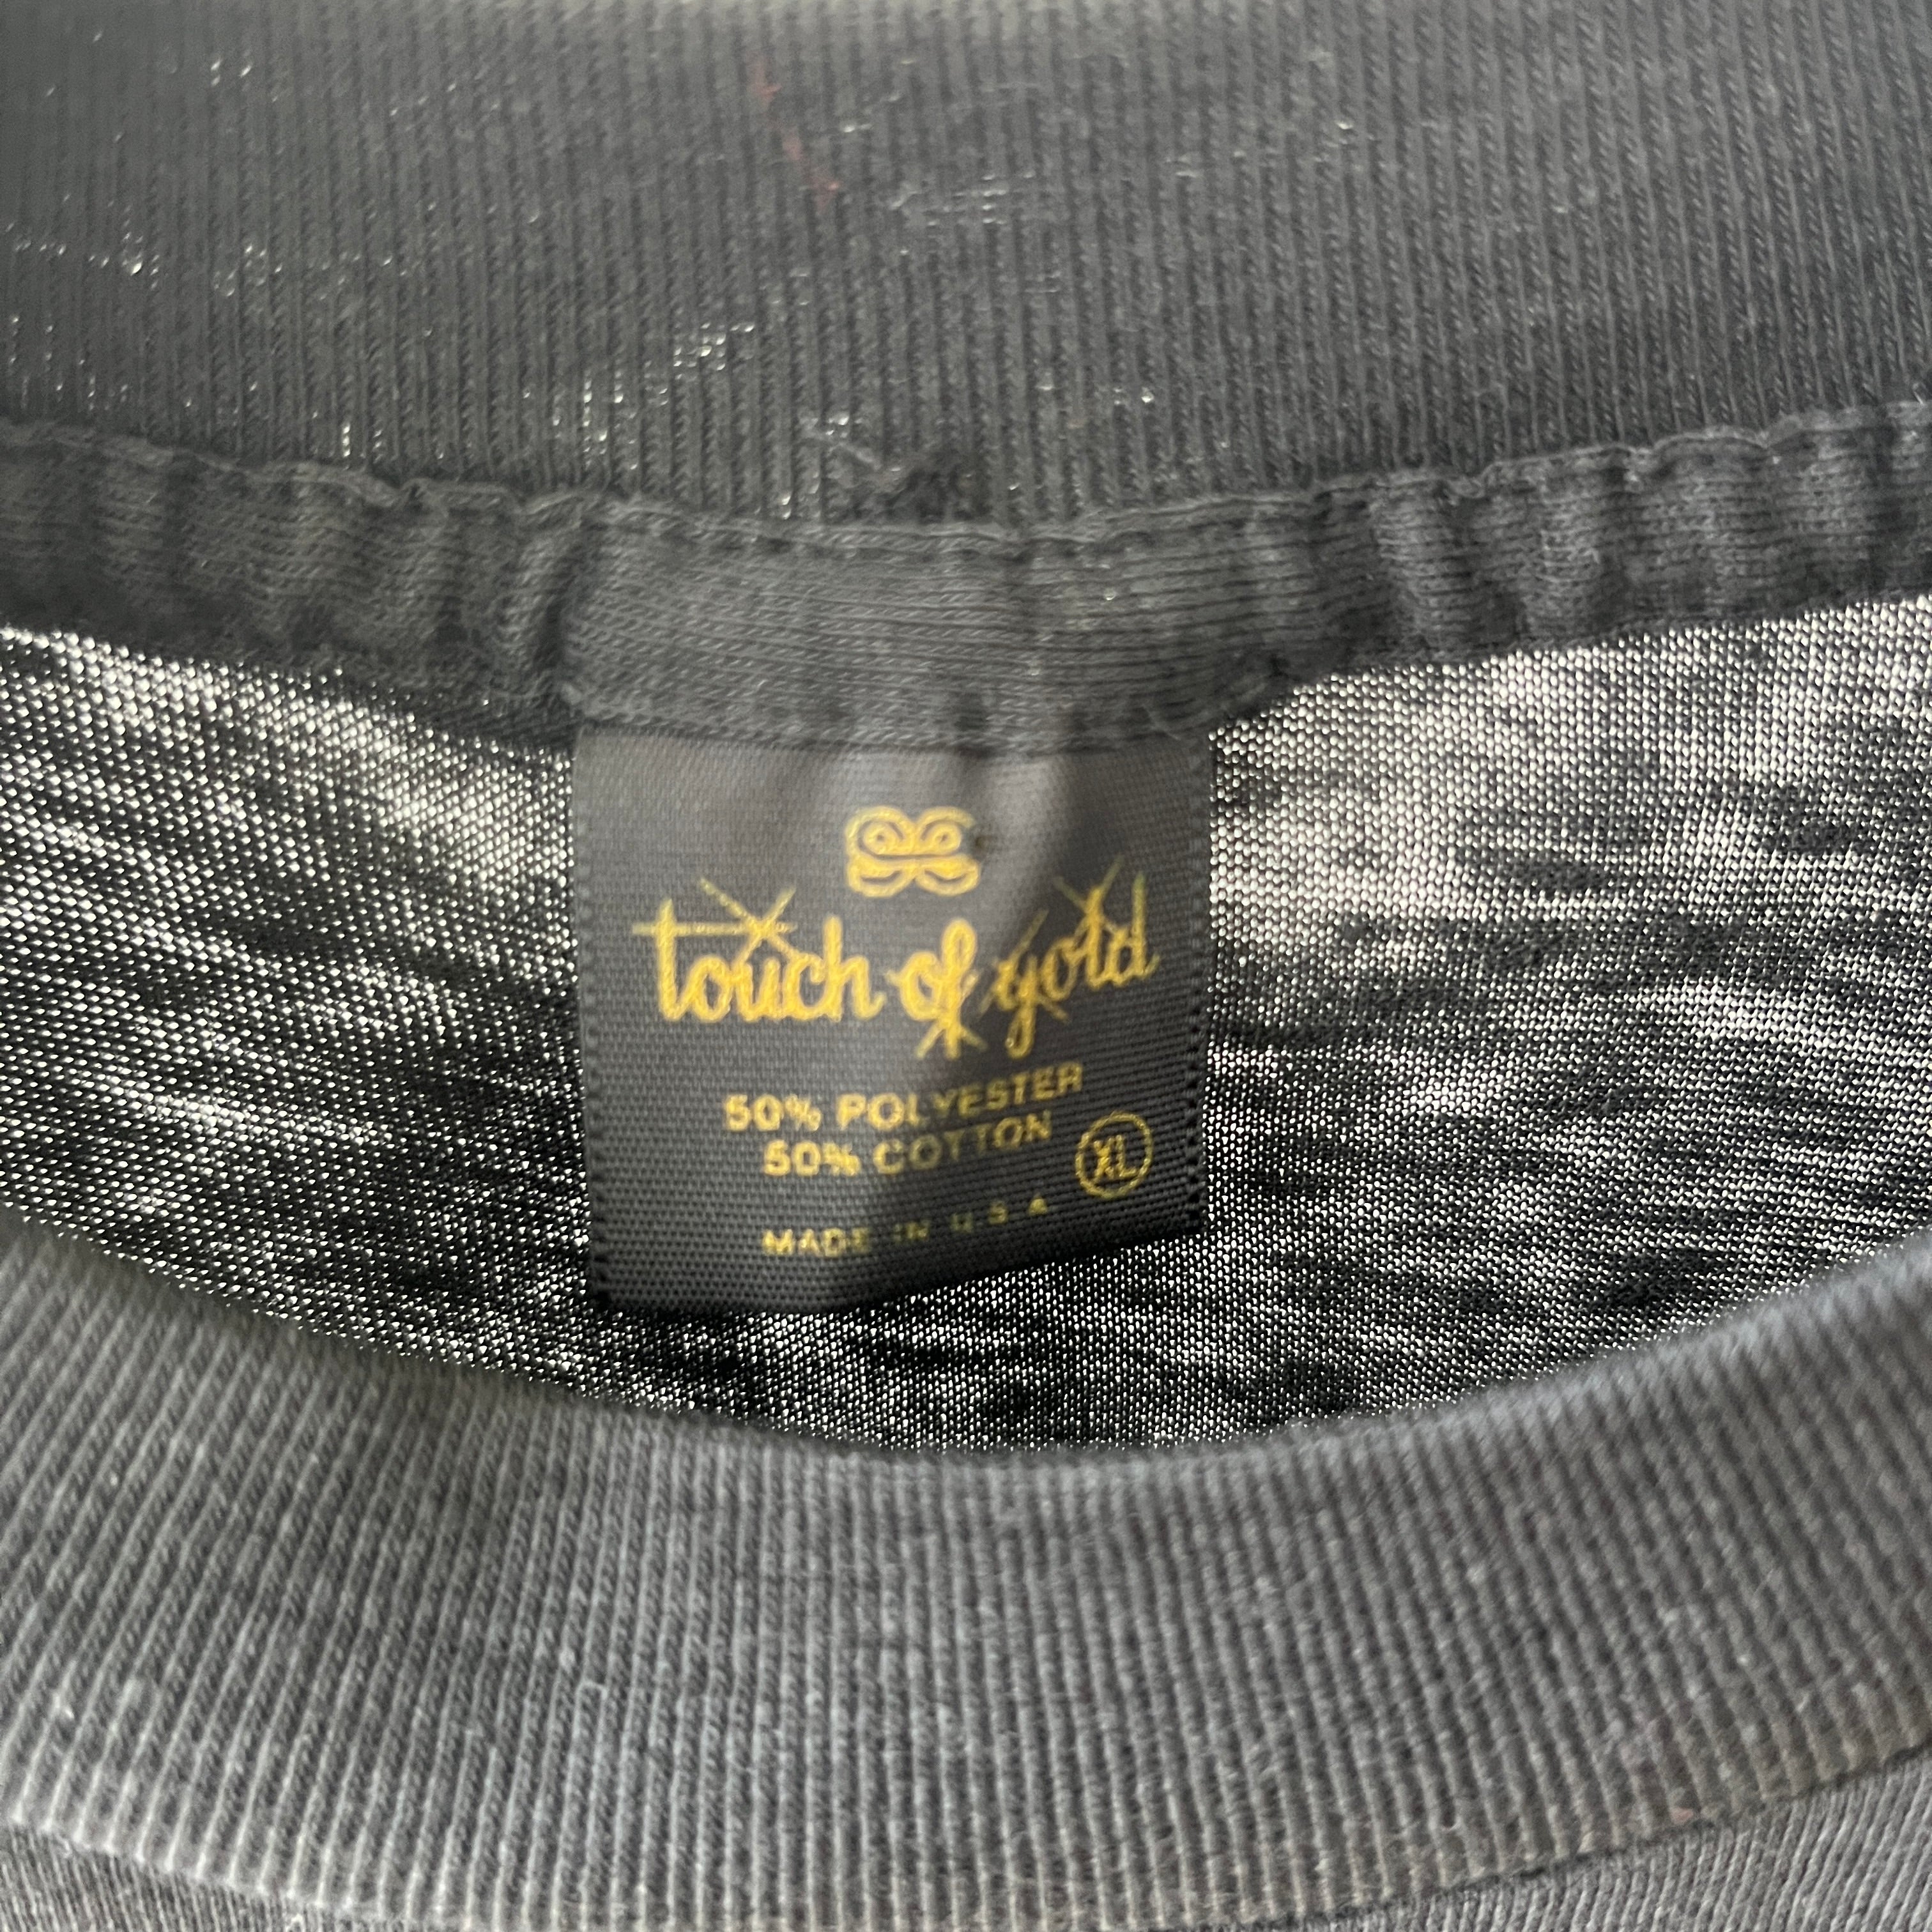 touch of gold
50% POLYESTER
50% COTTON
XL
MADE IN U.S.A